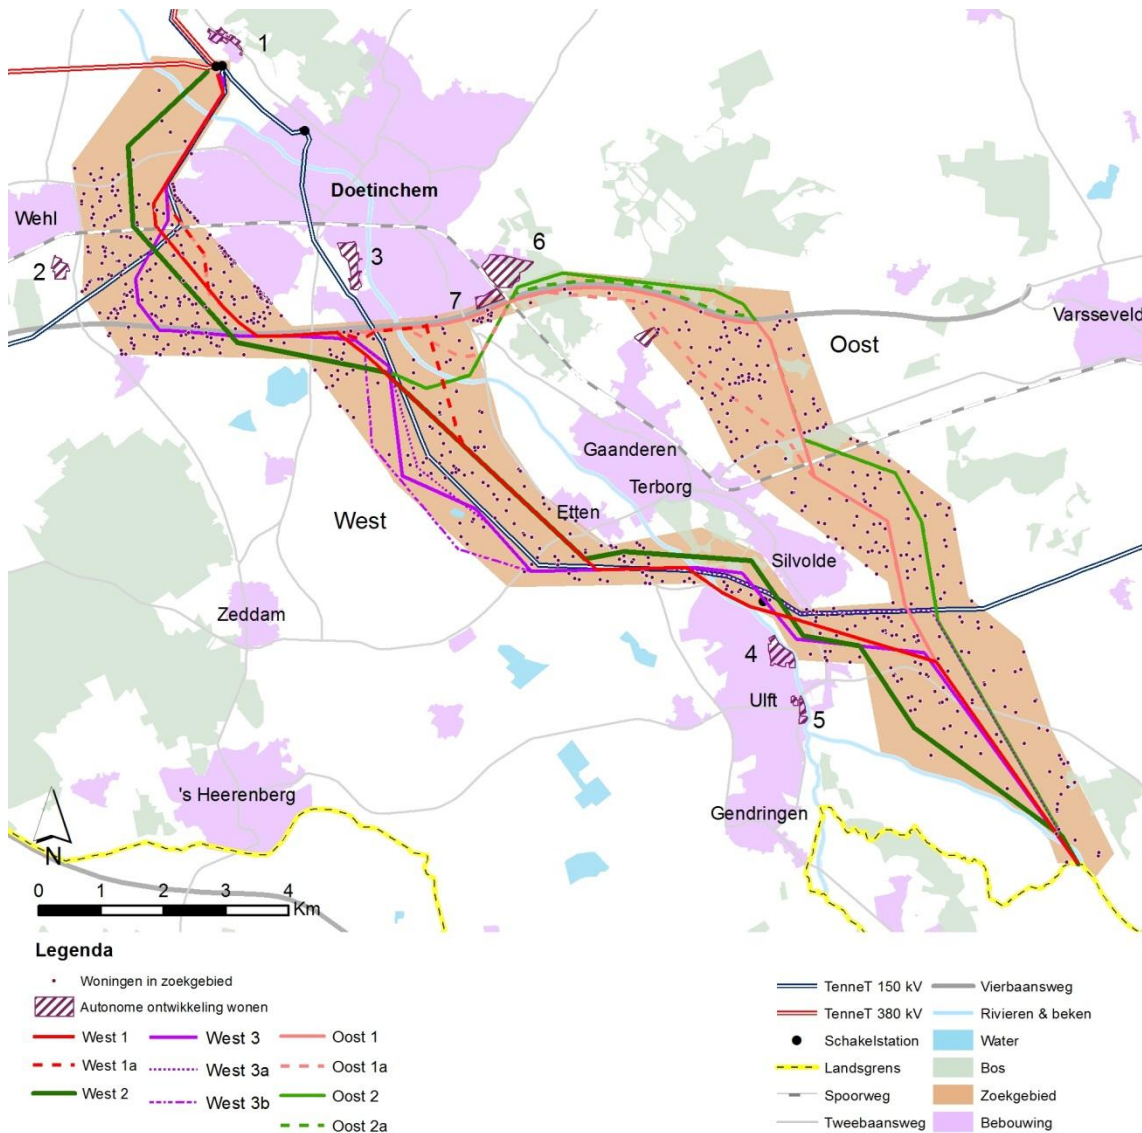 1
Doetinchem
Wehl
2
3
6
7
Varsseveld
Oost
Gaanderen
Terborg
West
Etten
Silvolde
Zeddam
4
Ulft
5
's Heerenberg
Gendringen
N
0 1 2 3 4
Km
Legenda
Woningen in zoekgebied
Autonome ontwikkeling wonen
West 1
West 1a
West 2
West 3
West 3a
West 3b
Oost 1
Oost 1a
Oost 2
Oost 2a
TenneT 150 kV
TenneT 380 kV
Schakelstation
Landsgrens
Spoorweg
Tweebaansweg
Vierbaansweg
Rivieren & beken
Water
Bos
Zoekgebied
Bebouwing